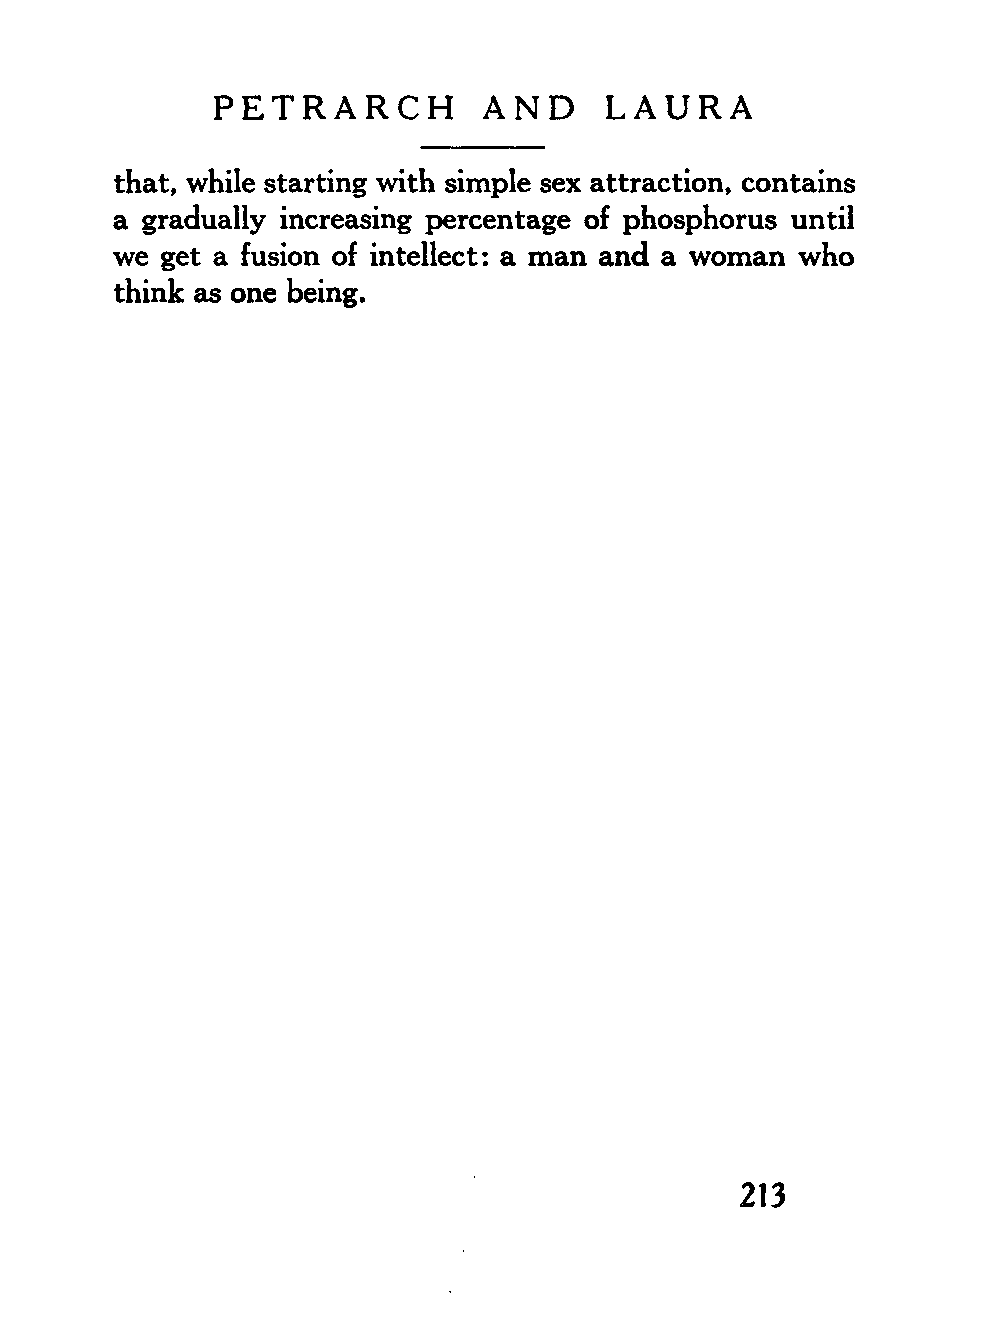 PETRARCH AND LAURA
that, while starting with simple sex attraction, contains
a gradually increasing percentage of phosphorus until
we get a fusion of intellect: a man and a woman who
think as one being.
213